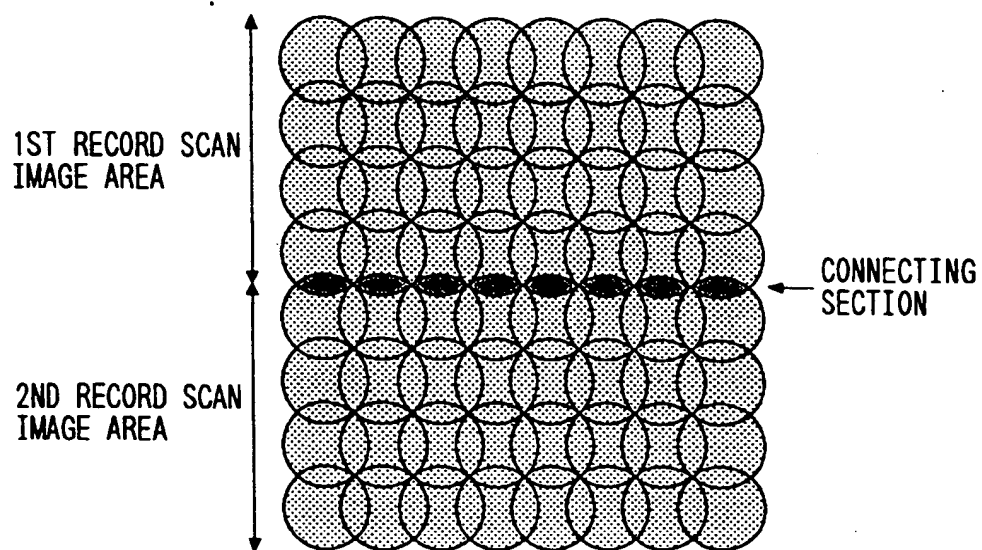 1ST RECORD SCAN
IMAGE AREA
CONNECTING
SECTION
2ND RECORD SCAN
IMAGE AREA